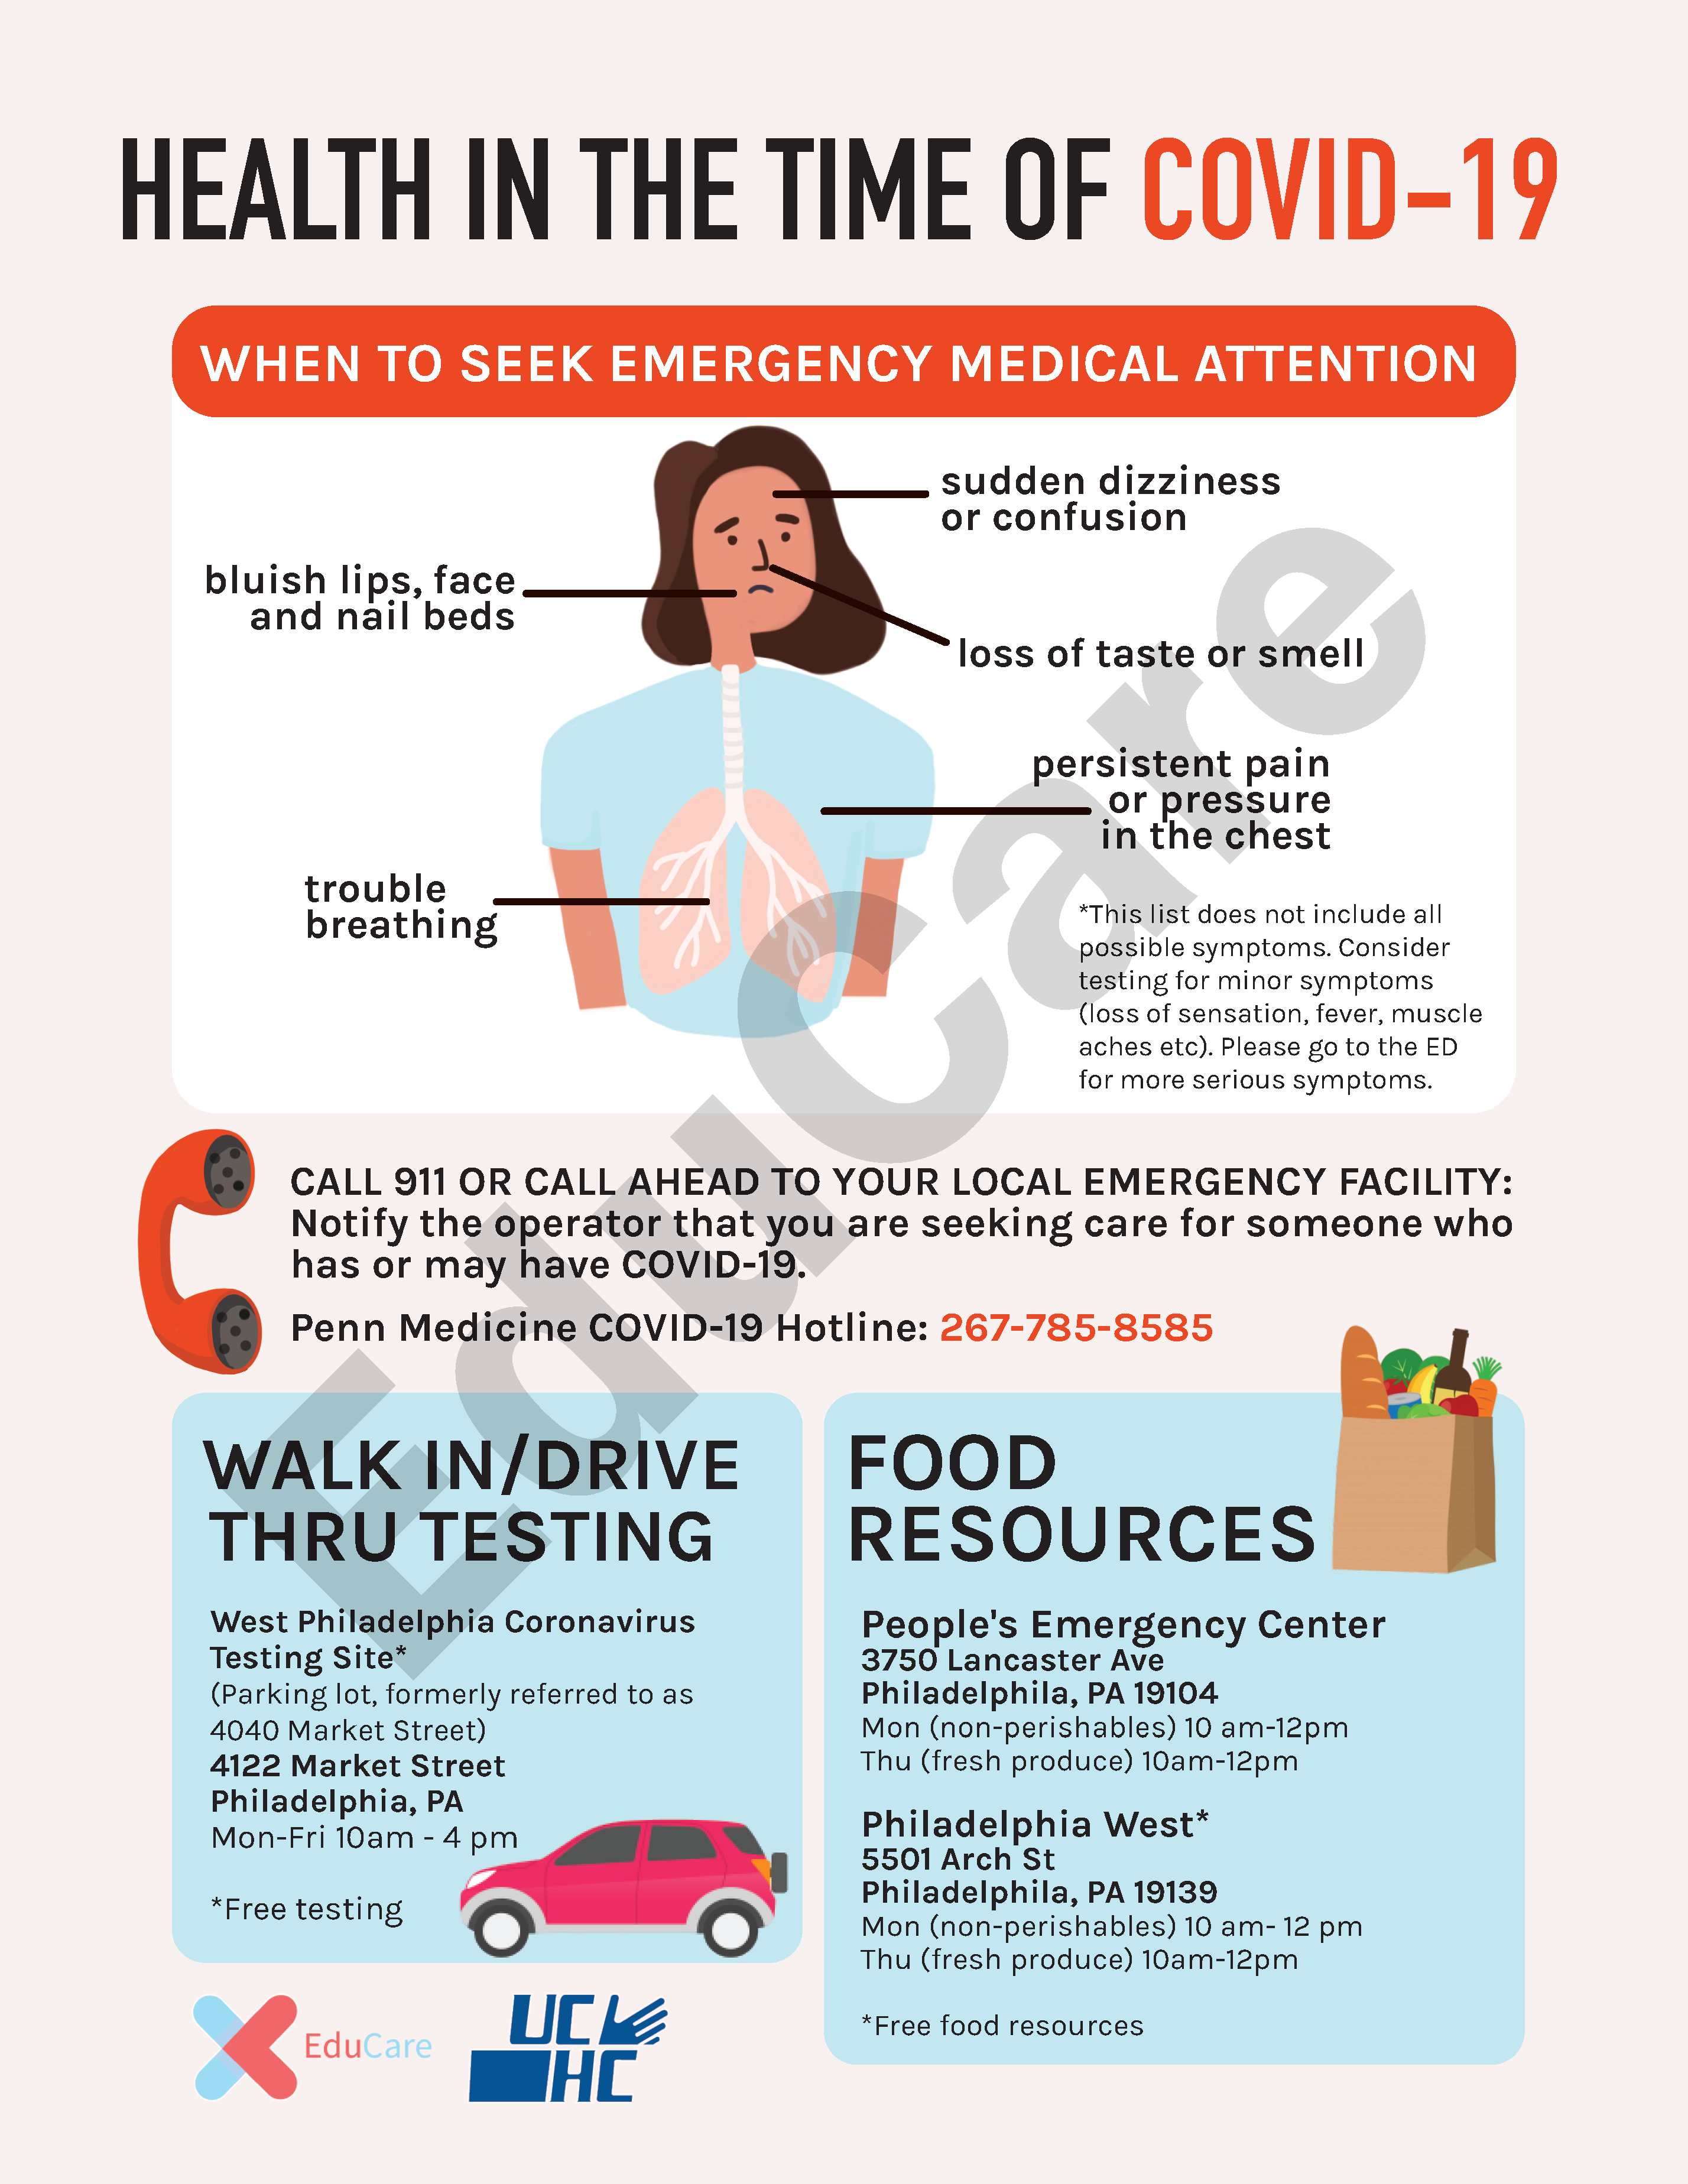 HEALTH IN THE TIME OF COVID-19
WHEN TO SEEK EMERGENCY MEDICAL ATTENTION
sudden dizziness
or confusion
bluish lips, face
and nail beds
loss of taste or smell
persistent pain
or pressure
in the chest
trouble
breathing
*This list does not include all
possible symptoms. Consider
testing for minor symptoms
(loss of sensation, fever, muscle
aches etc). Please go to the ED
for more serious symptoms.
EduCare
CALL 911 OR CALL AHEAD TO YOUR LOCAL EMERGENCY FACILITY:
Notify the operator that you are seeking care for someone who
has or may have COVID-19.
Penn Medicine COVID-19 Hotline: 267-785-8585
WALK IN/DRIVE
THRU TESTING
West Philadelphia Coronavirus
Testing Site*
(Parking lot, formerly referred to as
4040 Market Street)
4122 Market Street
Philadelphia, PA
Mon-Fri 10am - 4 pm
*Free testing
FOOD
RESOURCES
People's Emergency Center
3750 Lancaster Ave
Philadelphila, PA 19104
Mon (non-perishables) 10 am-12pm
Thu (fresh produce) 10am-12pm
Philadelphia West*
5501 Arch St
Philadelphila, PA 19139
Mon (non-perishables) 10 am- 12 pm
Thu (fresh produce) 10am-12pm
*Free food resources
EduCare
UC
HC